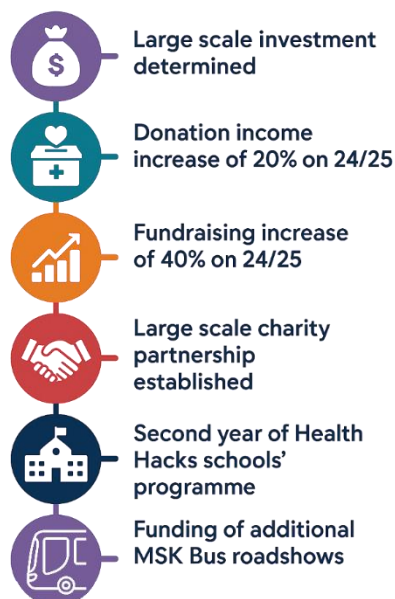 $
Large scale investment
determined
Donation income
increase of 20% on 24/25
Fundraising increase
of 40% on 24/25
Large scale charity
partnership
established
Second year of Health
Hacks schools’
programme
Funding of additional
MSK Bus roadshows